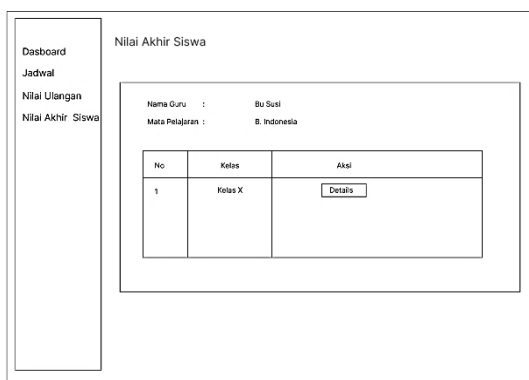 Dasboard
Jadwal
Nilai Ulangan
Nilai Akhir Siswa
Nilai Akhir Siswa
Nama Guru : Bu Susi
Mata Pelajaran : B. Indonesia
No Kelas Aksi
1 Kelas X Details